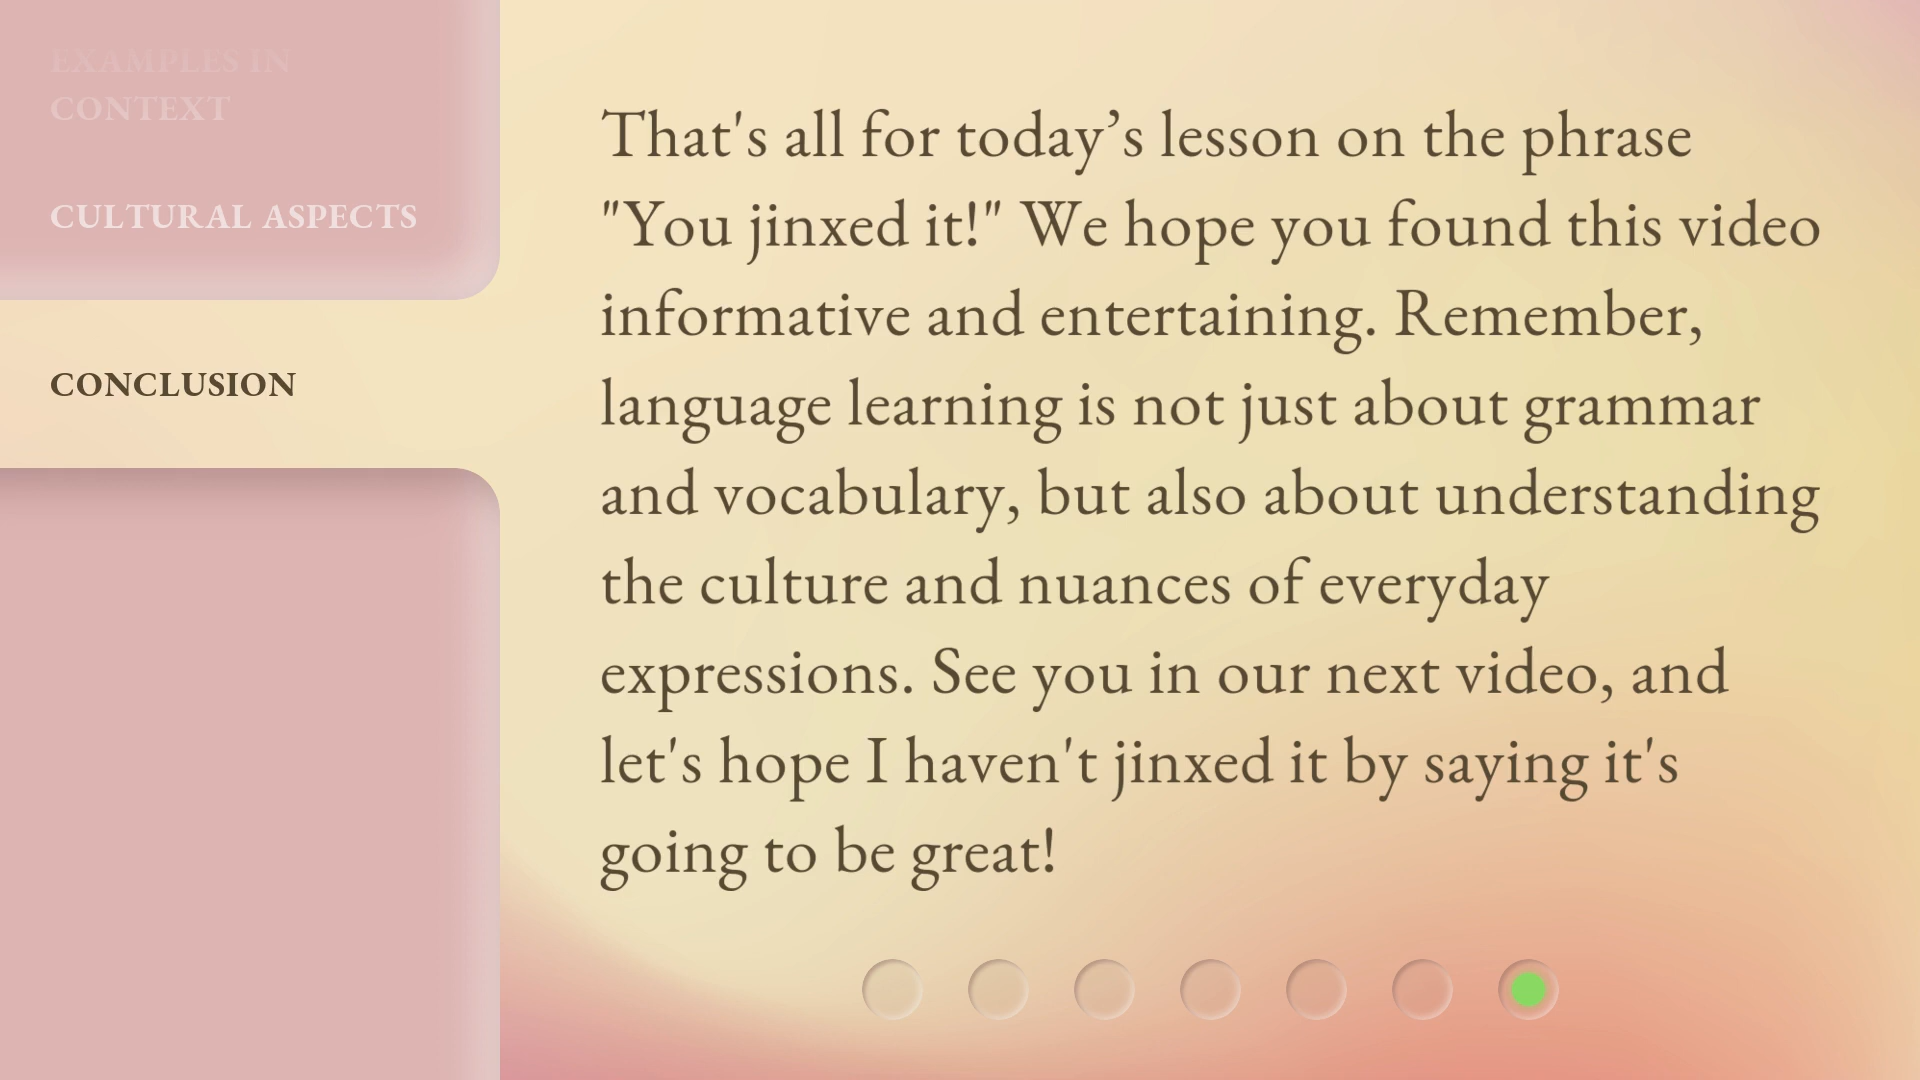 EXAMPLES IN
CONTEXT
CULTURAL ASPECTS
CONCLUSION
That's all for today’s lesson on the phrase
"You jinxed it!" We hope you found this video
informative and entertaining. Remember,
language learning is not just about grammar
and vocabulary, but also about understanding
the culture and nuances of everyday
expressions. See you in our next video, and
let's hope I haven't jinxed it by saying it's
going to be great!